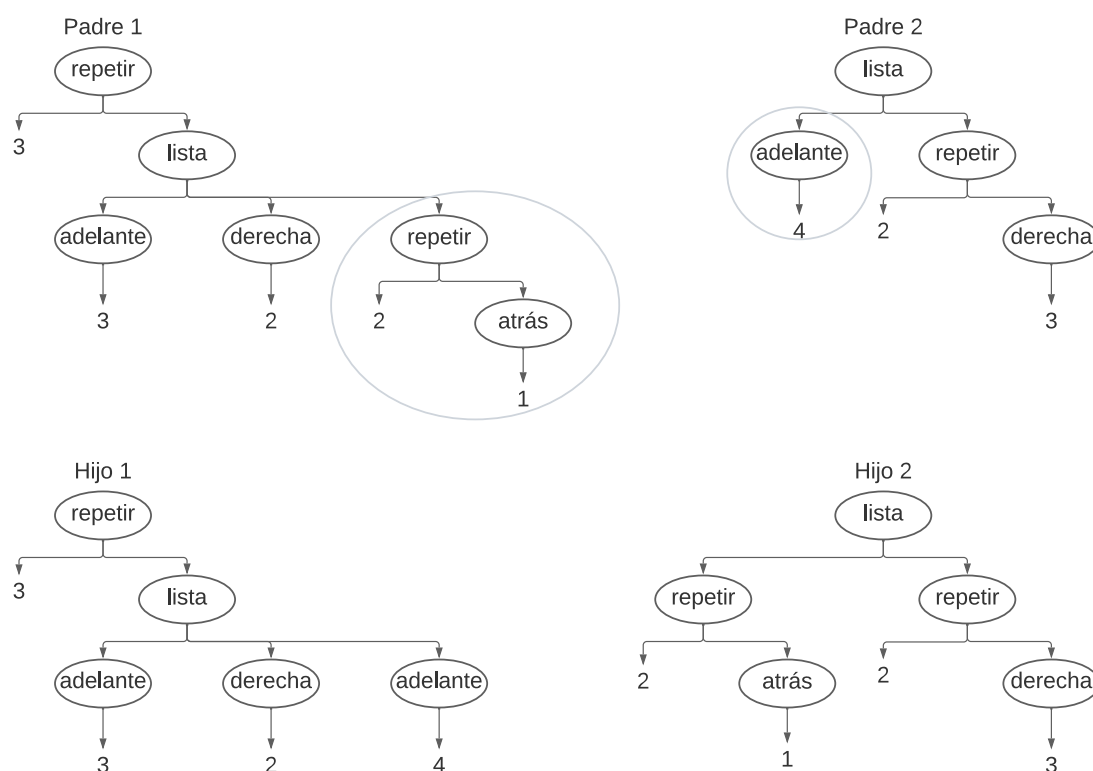 Padre 1
Padre 2
repetir
lista
3
lista
adelante
repetir
4
2
adelante
derecha
repetir
derecha
3
2
2
atrás
3
1
Hijo 1
Hijo 2
repetir
lista
3
lista
repetir
repetir
adelante
derecha
adelante
2
atrás
2
derecha
3
2
4
1
3